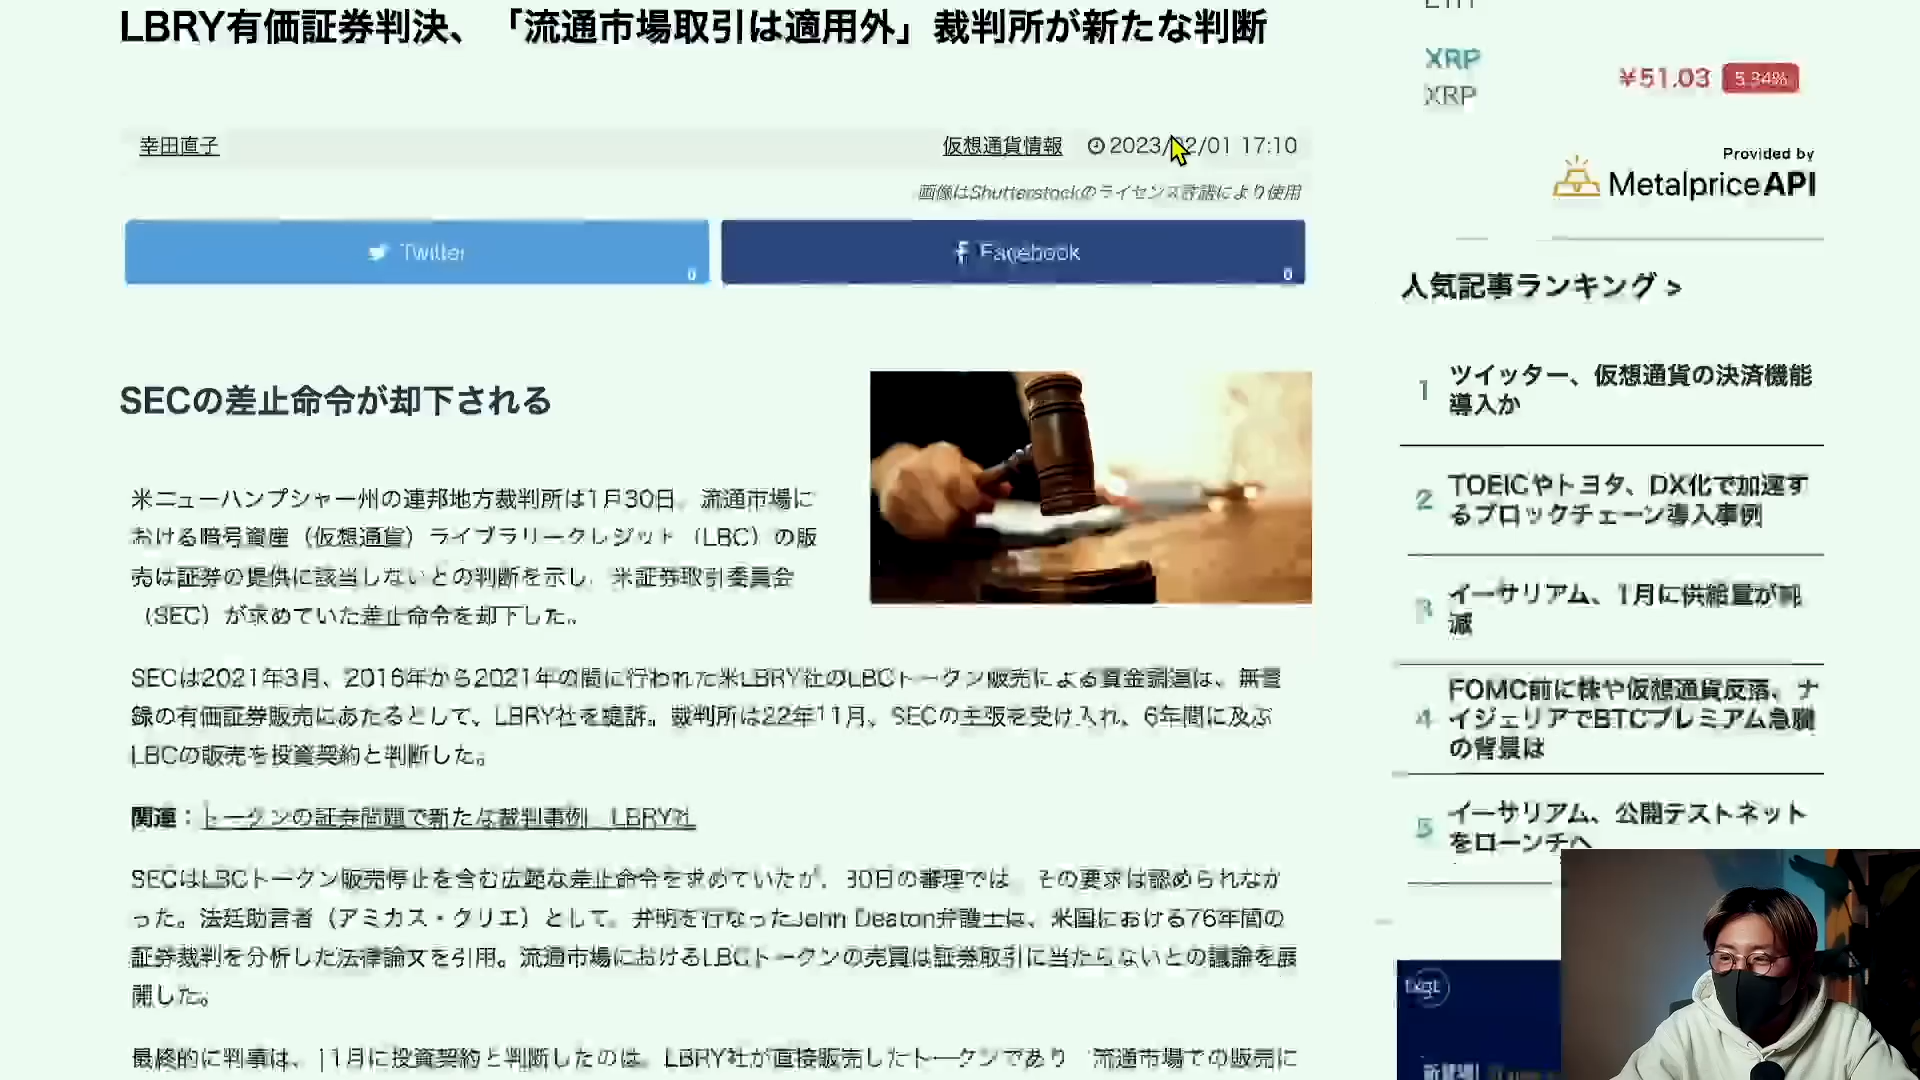 LBRY有価証券判決、「流通市場取引は適用外」裁判所が新たな判断
幸田直子
仮想通貨情報
2023/02/01 17:10
画像はShutterstockのライセンス許諾により使用
Twitter
0
Facebook
0
SECの差止命令が却下される
米ニューハンプシャー州の連邦地方裁判所は1月30日、流通市場に
おける暗号資産（仮想通貨）ライブラリークレジット（LBC）の販
売は証券の提供に該当しないとの判断を示し、米証券取引委員会
（SEC）が求めていた差止命令を却下した。
SECは2021年3月、2016年から2021年の間に行われた米LBRY社のLBCトークン販売による資金調達は、無登
録の有価証券販売にあたるとして、LBRY社を提訴。裁判所は22年11月、SECの主張を受け入れ、6年間に及ぶ
LBCの販売を投資契約と判断した。
関連：トークンの証券問題で新たな裁判事例 LBRY社
SECはLBCトークン販売停止を含む広範な差止命令を求めていたが、30日の審理では、その要求は認められなか
った。法廷助言者（アミカス・クリエ）として、弁明を行なったJohn Deaton弁護士は、米国における76年間の
証券裁判を分析した法律論文を引用。流通市場におけるLBCトークンの売買は証券取引に当たらないとの議論を展
開した。
最終的に判事は、11月に投資契約と判断したのは、LBRY社が直接販売したトークンであり 流通市場での販売に
XRP
XRP
¥51.03
5.34%
Provided by
MetalpriceAPI
人気記事ランキング >
1 ツイッター、仮想通貨の決済機能
導入か
2 TOEICやトヨタ、DX化で加速す
るブロックチェーン導入事例
3 イーサリアム、1月に供給量が純
減
4 FOMC前に株や仮想通貨反落、ナ
イジェリアでBTCプレミアム急騰
の背景は
5 イーサリアム、公開テストネット
をローンチへ